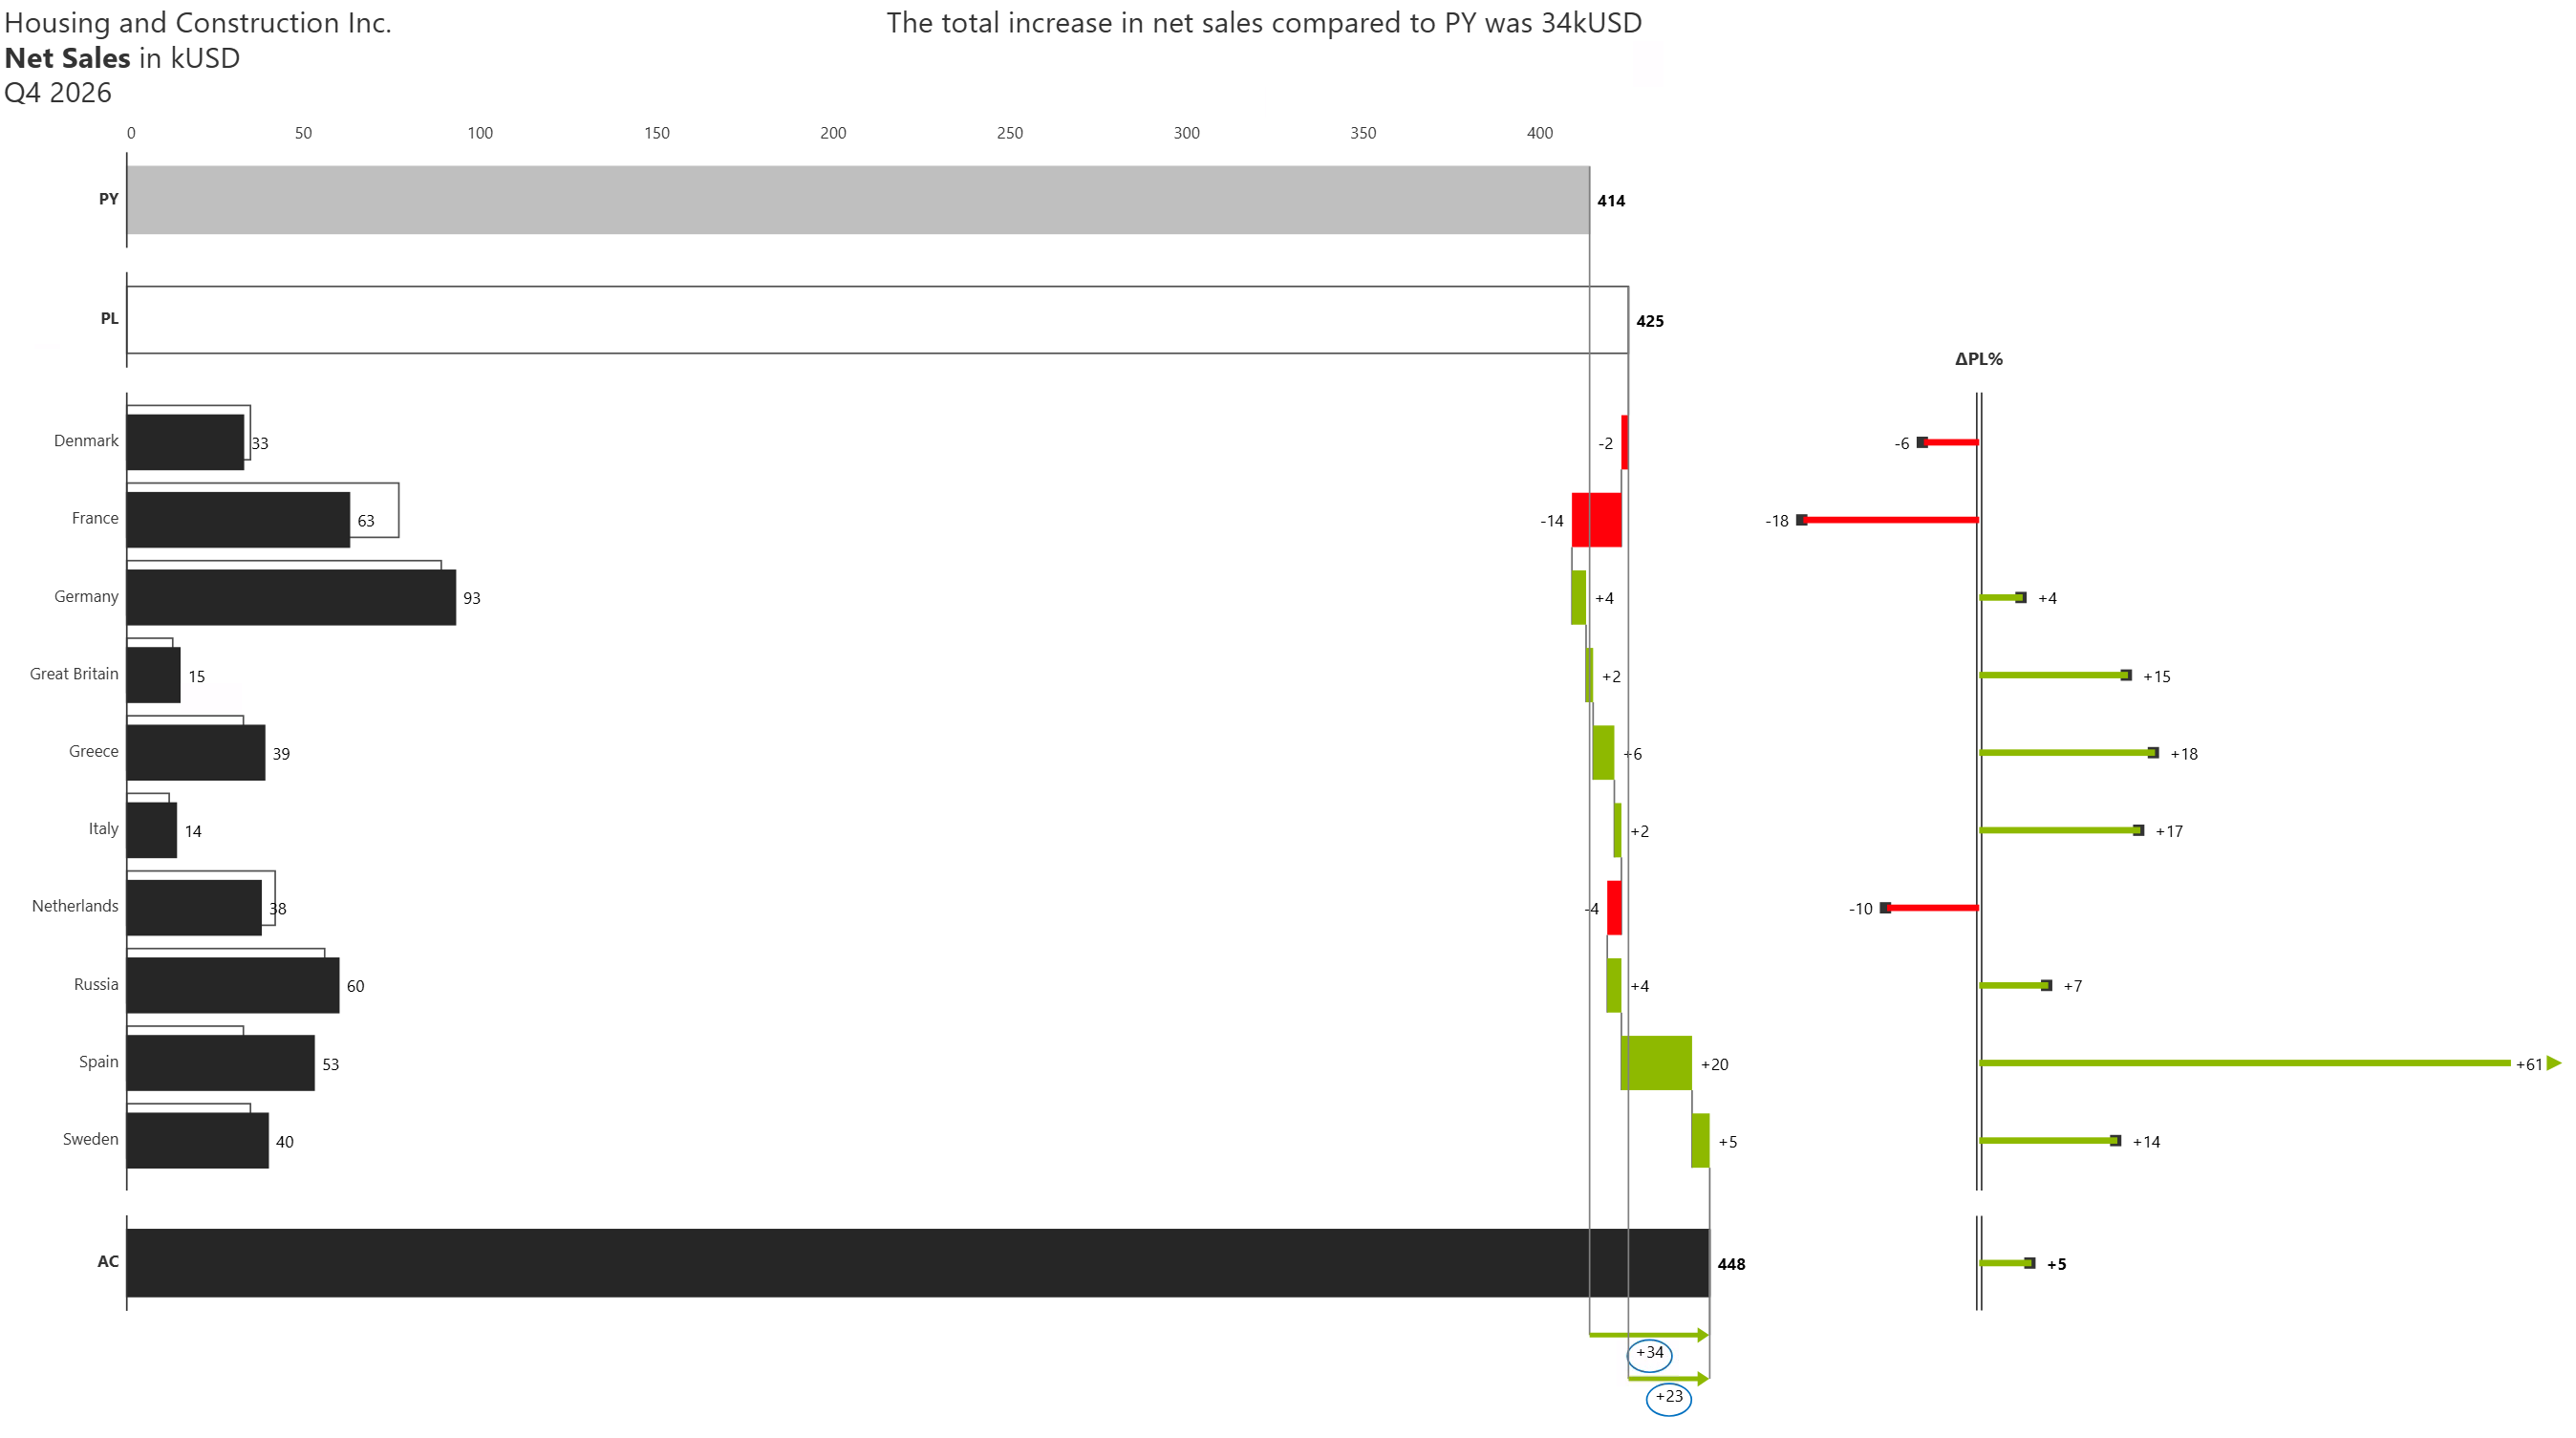 Housing and Construction Inc.
Net Sales in kUSD
Q4 2026
The total increase in net sales compared to PY was 34kUSD
0 50 100 150 200 250 300 350 400
PY 414
PL 425
ΔPL%
Denmark 33 -2 -6
France 63 -14 -18
Germany 93 +4 +4
Great Britain 15 +2 +15
Greece 39 +6 +18
Italy 14 +2 +17
Netherlands 38 -4 -10
Russia 60 +4 +7
Spain 53 +20 +61
Sweden 40 +5 +14
AC 448 +5
+34
+23